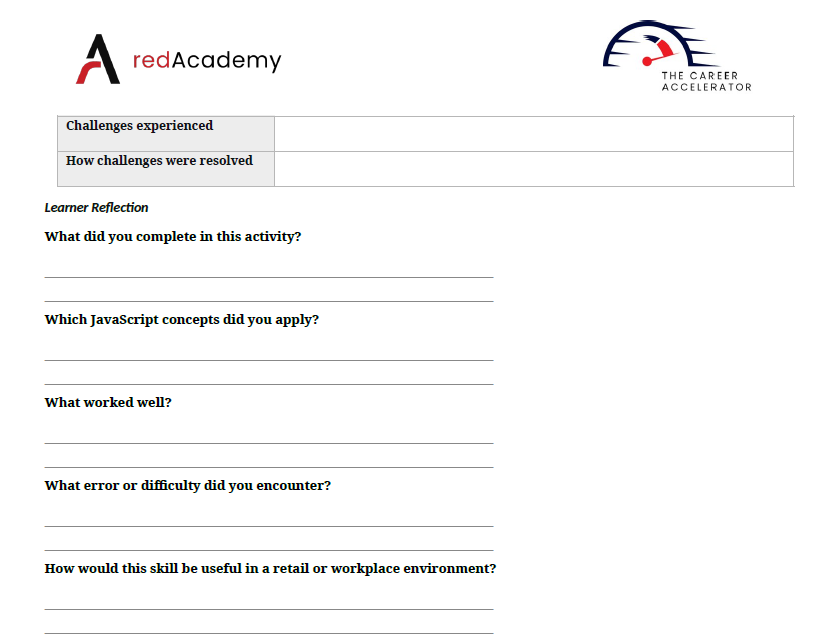 redAcademy
THE CAREER
ACCELERATOR
Challenges experienced
How challenges were resolved
Learner Reflection
What did you complete in this activity?
Which JavaScript concepts did you apply?
What worked well?
What error or difficulty did you encounter?
How would this skill be useful in a retail or workplace environment?